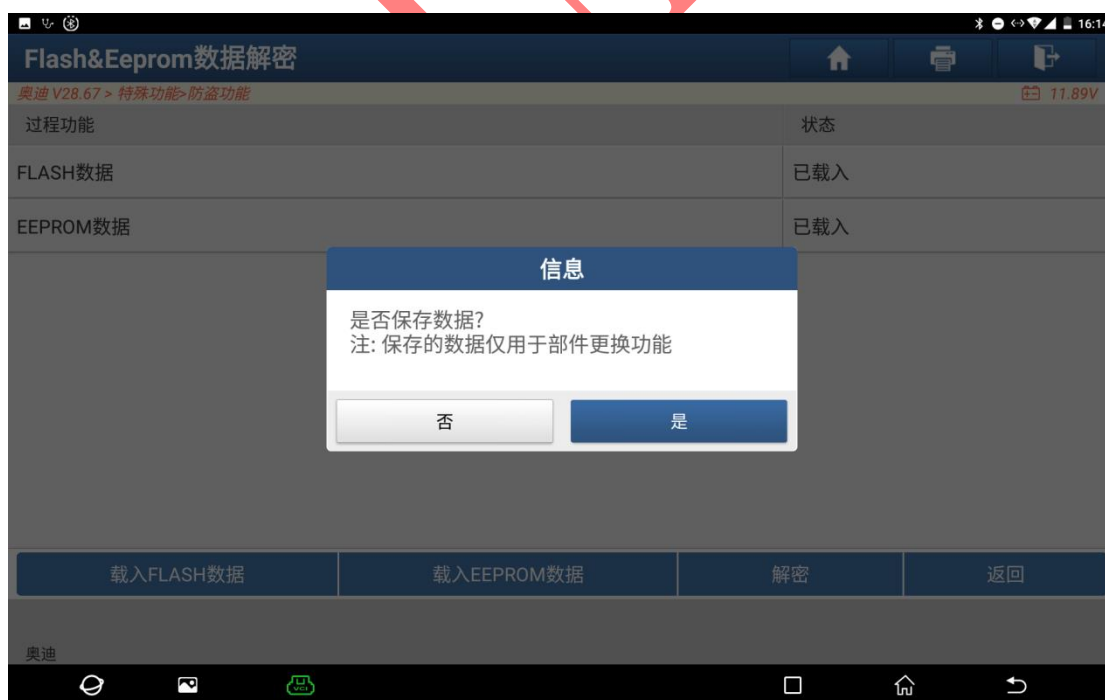 16:14
Flash&Eeprom数据解密
奥迪 V28.67 > 特殊功能>防盗功能
11.89V
过程功能
状态
FLASH数据
已载入
EEPROM数据
已载入
信息
是否保存数据?
注: 保存的数据仅用于部件更换功能
否
是
载入FLASH数据
载入EEPROM数据
解密
返回
奥迪
VCI